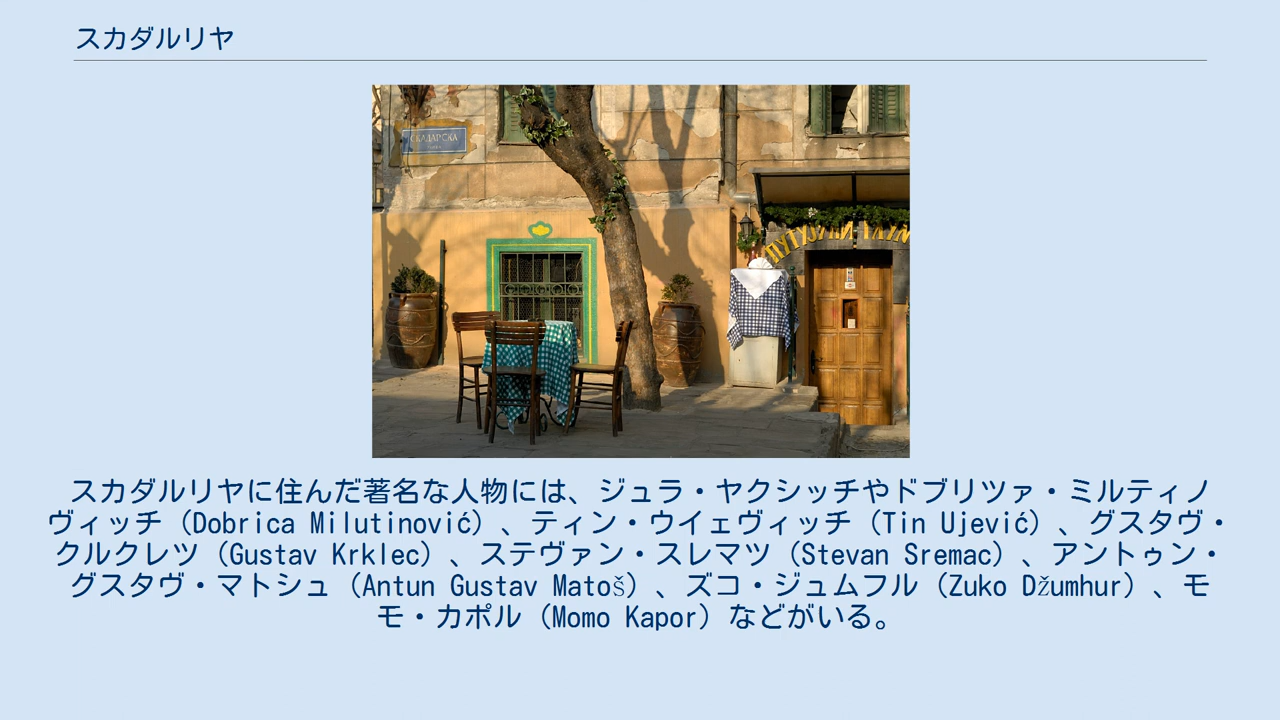 スカダルリヤ
СКАДАРСКА
スカダルリヤに住んだ著名な人物には、ジュラ・ヤクシッチやドブリツァ・ミルティノ
ヴィッチ（Dobrica Milutinović）、ティン・ウイェヴィッチ（Tin Ujević）、グスタヴ・
クルクレツ（Gustav Krklec）、ステヴァン・スレマツ（Stevan Sremac）、アントゥン・
グスタヴ・マトシュ（Antun Gustav Matoš）、ズコ・ジュムフル（Zuko Džumhur）、モ
モ・カポル（Momo Kapor）などがいる。